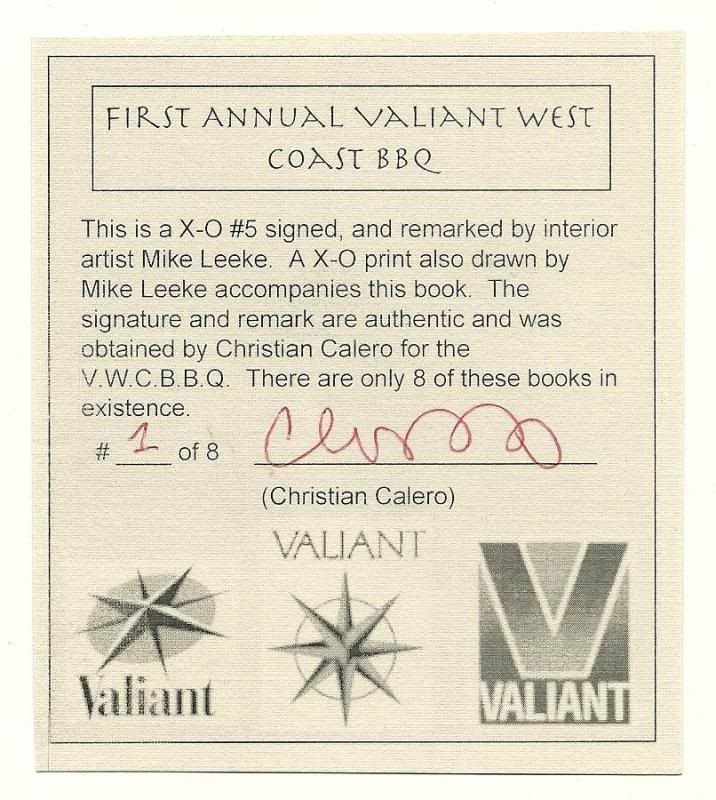 FIRST ANNUAL VALIANT WEST
COAST BBQ
This is a X-O #5 signed, and remarked by interior
artist Mike Leeke. A X-O print also drawn by
Mike Leeke accompanies this book. The
signature and remark are authentic and was
obtained by Christian Calero for the
V.W.C.B.B.Q. There are only 8 of these books in
existence.
# 1 of 8
(Christian Calero)
VALIANT
Valiant
VALIANT